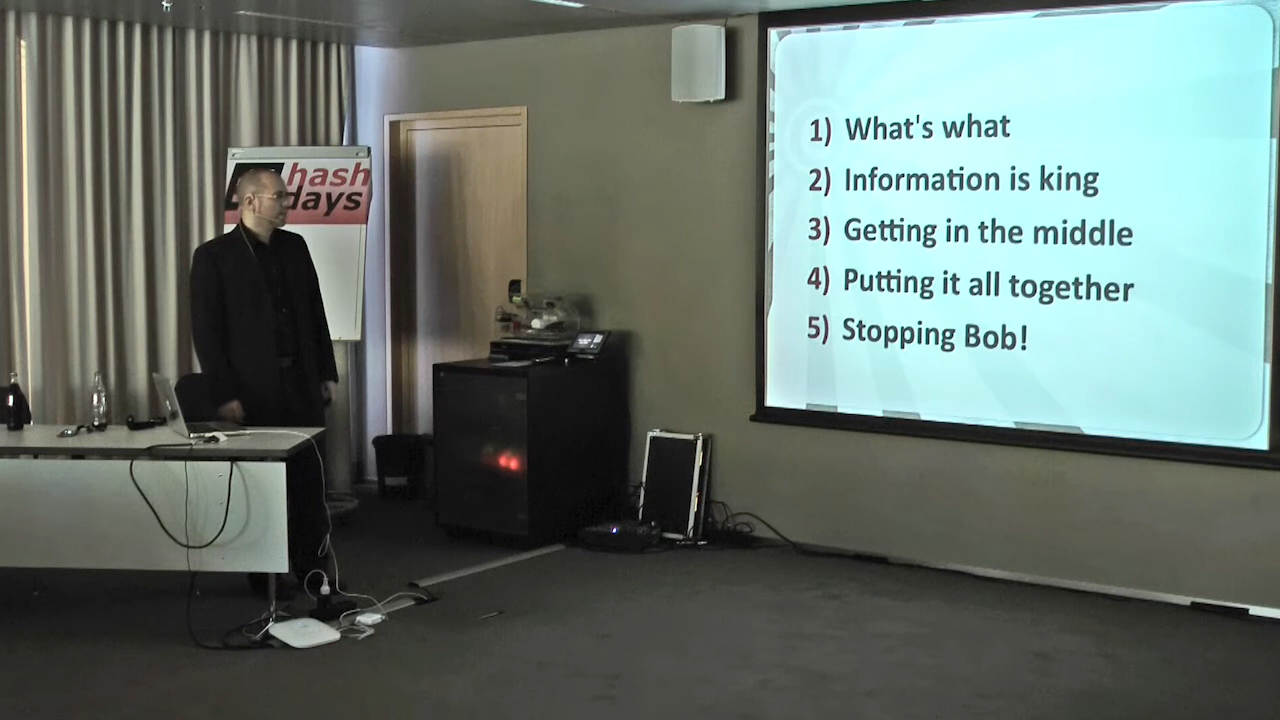 hash
days
1) What's what
2) Information is king
3) Getting in the middle
4) Putting it all together
5) Stopping Bob!